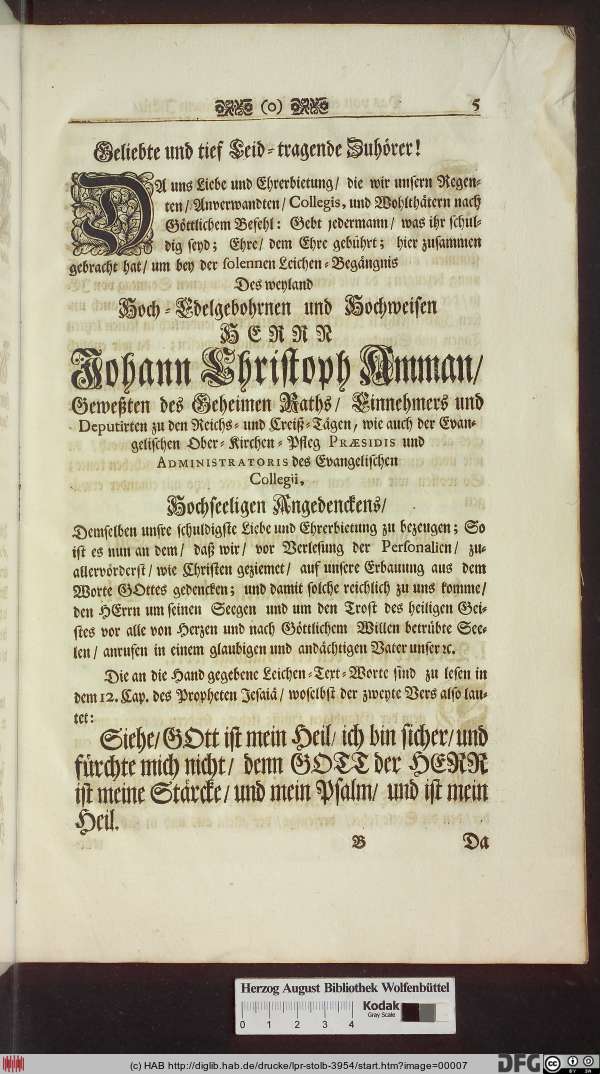 (o) 5
Geliebte und tief Leid-tragende Zuhörer!
DA uns Liebe und Ehrerbietung/ die wir unsern Regen-
ten/ Anverwandten/ Collegis, und Wohlthätern nach
Göttlichem Befehl: Gebt jedermann/ was ihr schul-
dig seyd; Ehre/ dem Ehre gebührt; hier zusammen
gebracht hat/ um bey der solennen Leichen-Begängnis
Des weyland
Hoch-Edelgebohrnen und Hochweisen
HERRN
Johann Christoph Amman/
Geweßten des Geheimen Raths/ Einnehmers und
Deputirten zu den Reichs- und Creiß-Tägen, wie auch der Evan-
gelischen Ober-Kirchen-Pfleg PRÆSIDIS und
ADMINISTRATORIS des Evangelischen
Collegii,
Hochseeligen Angedenckens/
Demselben unsre schuldigste Liebe und Ehrerbietung zu bezeugen; So
ist es nun an dem/ daß wir/ vor Verlesung der Personalien/ zu-
allervörderst/ wie Christen geziemet/ auf unsere Erbauung aus dem
Worte GOttes gedencken; und damit solche reichlich zu uns komme/
den HErrn um seinen Seegen und um den Trost des heiligen Gei-
stes vor alle von Herzen und nach Göttlichem Willen betrübte See-
len/ anrufen in einem glaubigen und andächtigen Vater unser ꝛc.
Die an die Hand gegebene Leichen-Text-Worte sind zu lesen in
dem 12. Cap. des Propheten Jesaiä/ woselbst der zweyte Vers also lau-
tet:
Siehe/ GOtt ist mein Heil/ ich bin sicher/ und
fürchte mich nicht/ denn GOTT der HERR
ist meine Stärcke/ und mein Psalm/ und ist mein
Heil.
B Da
Herzog August Bibliothek Wolfenbüttel
Kodak
Gray Scale
0 1 2 3 4
(c) HAB http://diglib.hab.de/drucke/lpr-stolb-3954/start.htm?image=00007
DFG
cc
BY SA